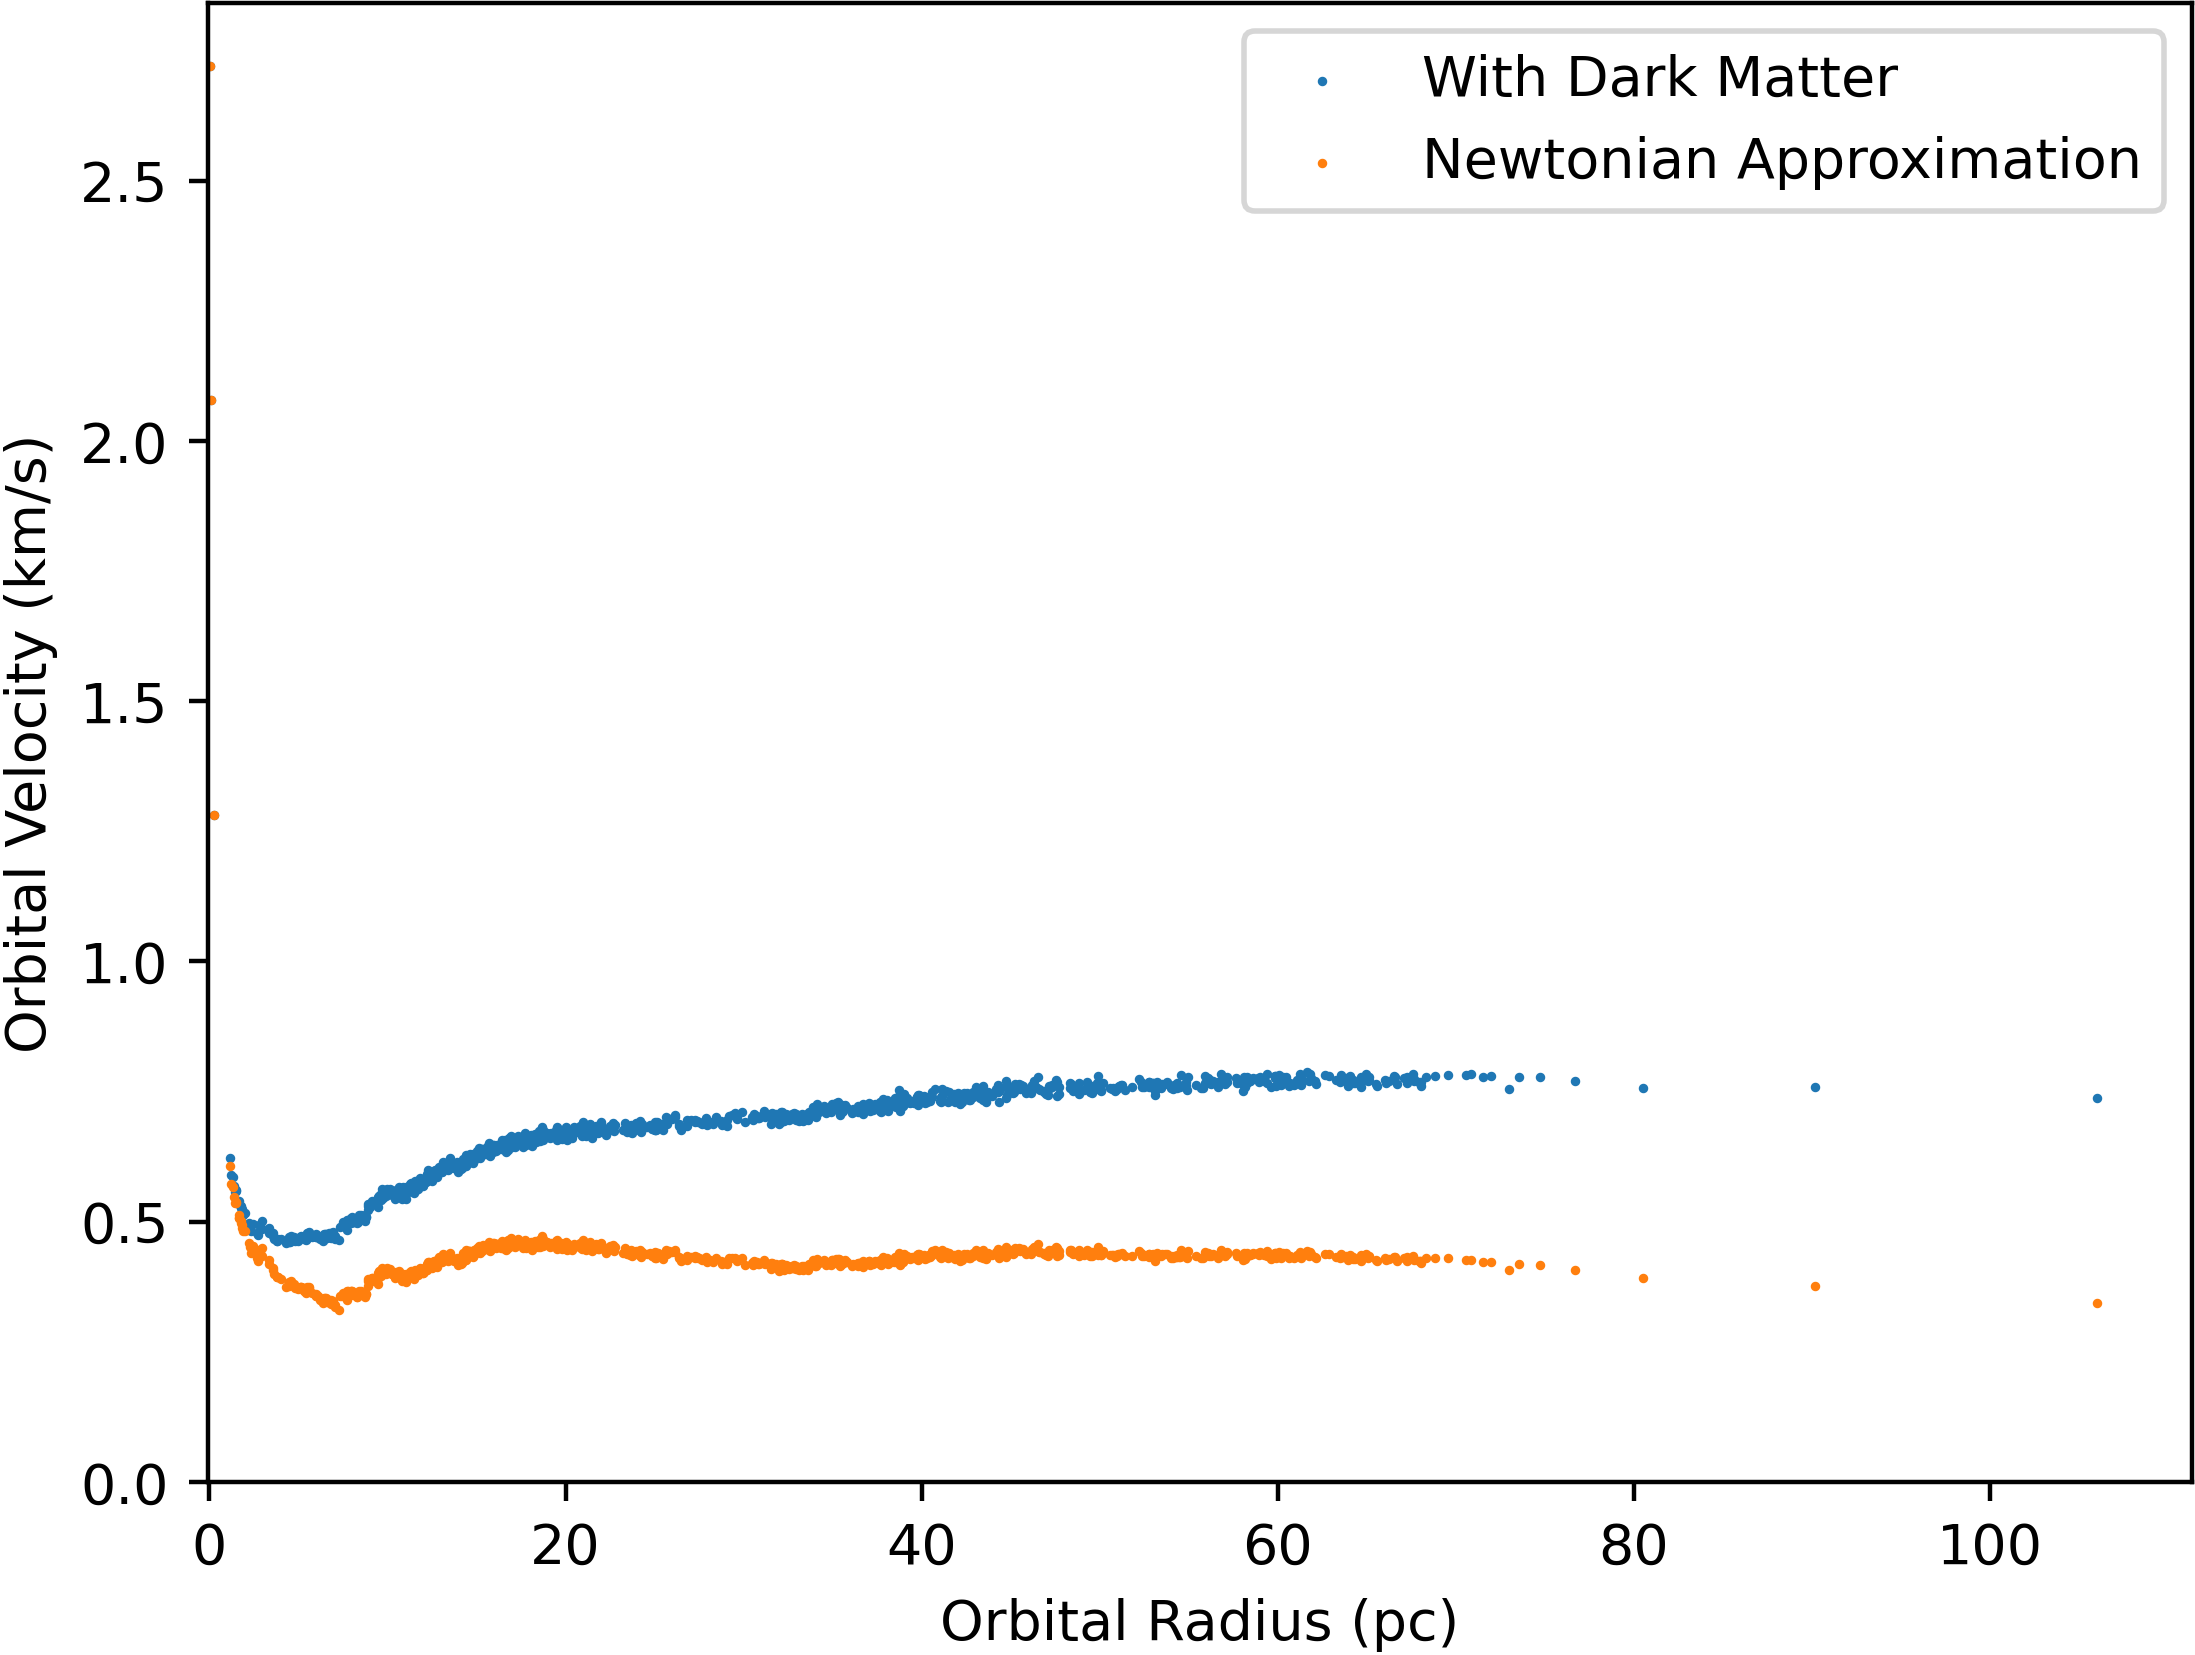 With Dark Matter
Newtonian Approximation
2.5
2.0
1.5
1.0
0.5
0.0
Orbital Velocity (km/s)
0 20 40 60 80 100
Orbital Radius (pc)